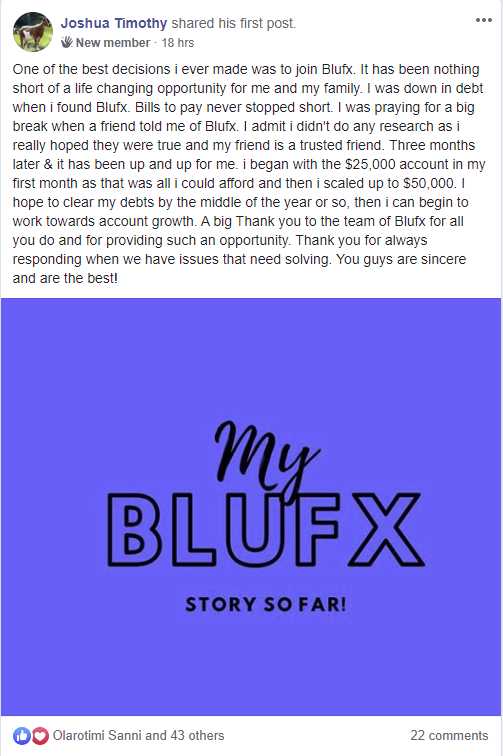 Joshua Timothy shared his first post.
New member · 18 hrs
One of the best decisions i ever made was to join Blufx. It has been nothing
short of a life changing opportunity for me and my family. I was down in debt
when i found Blufx. Bills to pay never stopped short. I was praying for a big
break when a friend told me of Blufx. I admit i didn't do any research as i
really hoped they were true and my friend is a trusted friend. Three months
later & it has been up and up for me. i began with the $25,000 account in my
first month as that was all i could afford and then i scaled up to $50,000. I
hope to clear my debts by the middle of the year or so, then i can begin to
work towards account growth. A big Thank you to the team of Blufx for all
you do and for providing such an opportunity. Thank you for always
responding when we have issues that need solving. You guys are sincere
and are the best!
My
BLUFX
STORY SO FAR!
Olarotimi Sanni and 43 others
22 comments